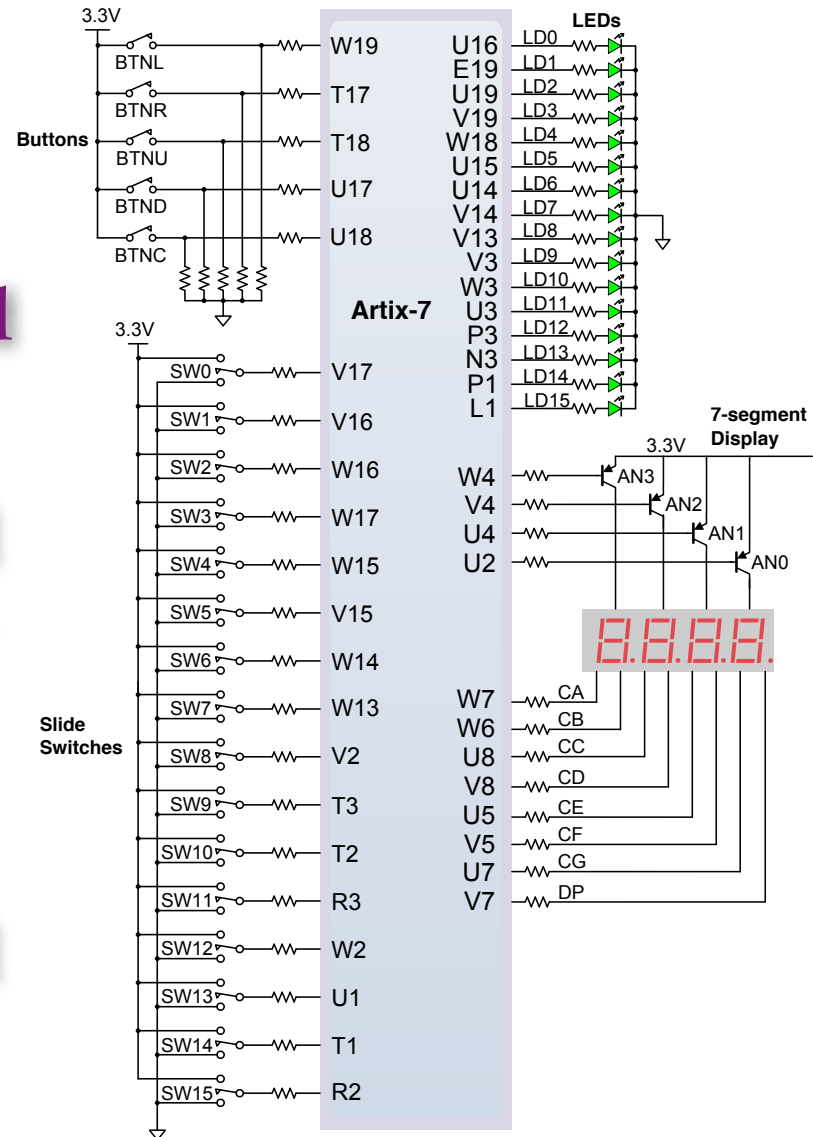 3.3V
BTNL
BTNR
Buttons
BTNU
BTND
BTNC
W19
T17
T18
U17
U18
Artix-7
LEDs
U16 LD0
E19 LD1
U19 LD2
V19 LD3
W18 LD4
U15 LD5
U14 LD6
V14 LD7
V13 LD8
V3 LD9
W3 LD10
U3 LD11
P3 LD12
N3 LD13
P1 LD14
L1 LD15
3.3V
SW0 V17
SW1 V16
SW2 W16
SW3 W17
SW4 W15
SW5 V15
SW6 W14
SW7 W13
Slide
Switches
SW8 V2
SW9 T3
SW10 T2
SW11 R3
SW12 W2
SW13 U1
SW14 T1
SW15 R2
7-segment
Display
3.3V
W4 AN3
V4 AN2
U4 AN1
U2 AN0
8.8.8.8.
W7 CA
W6 CB
U8 CC
V8 CD
U5 CE
V5 CF
U7 CG
V7 DP